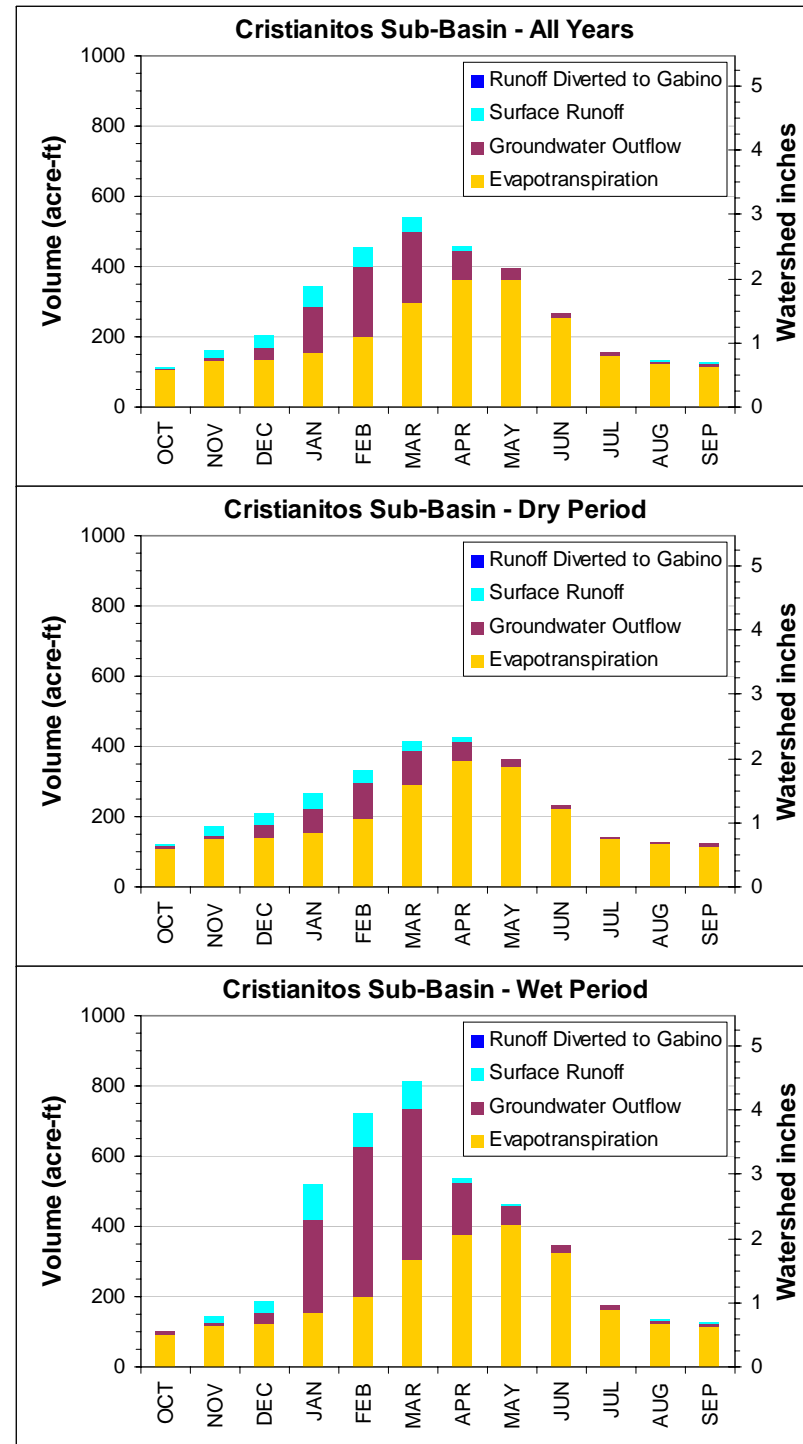 Cristianitos Sub-Basin - All Years
1000
800
600
400
200
0
Volume (acre-ft)
Runoff Diverted to Gabino
Surface Runoff
Groundwater Outflow
Evapotranspiration
5
4
3
2
1
0
Watershed inches
OCT
NOV
DEC
JAN
FEB
MAR
APR
MAY
JUN
JUL
AUG
SEP
Cristianitos Sub-Basin - Dry Period
1000
800
600
400
200
0
Volume (acre-ft)
Runoff Diverted to Gabino
Surface Runoff
Groundwater Outflow
Evapotranspiration
5
4
3
2
1
0
Watershed inches
OCT
NOV
DEC
JAN
FEB
MAR
APR
MAY
JUN
JUL
AUG
SEP
Cristianitos Sub-Basin - Wet Period
1000
800
600
400
200
0
Volume (acre-ft)
Runoff Diverted to Gabino
Surface Runoff
Groundwater Outflow
Evapotranspiration
5
4
3
2
1
0
Watershed inches
OCT
NOV
DEC
JAN
FEB
MAR
APR
MAY
JUN
JUL
AUG
SEP